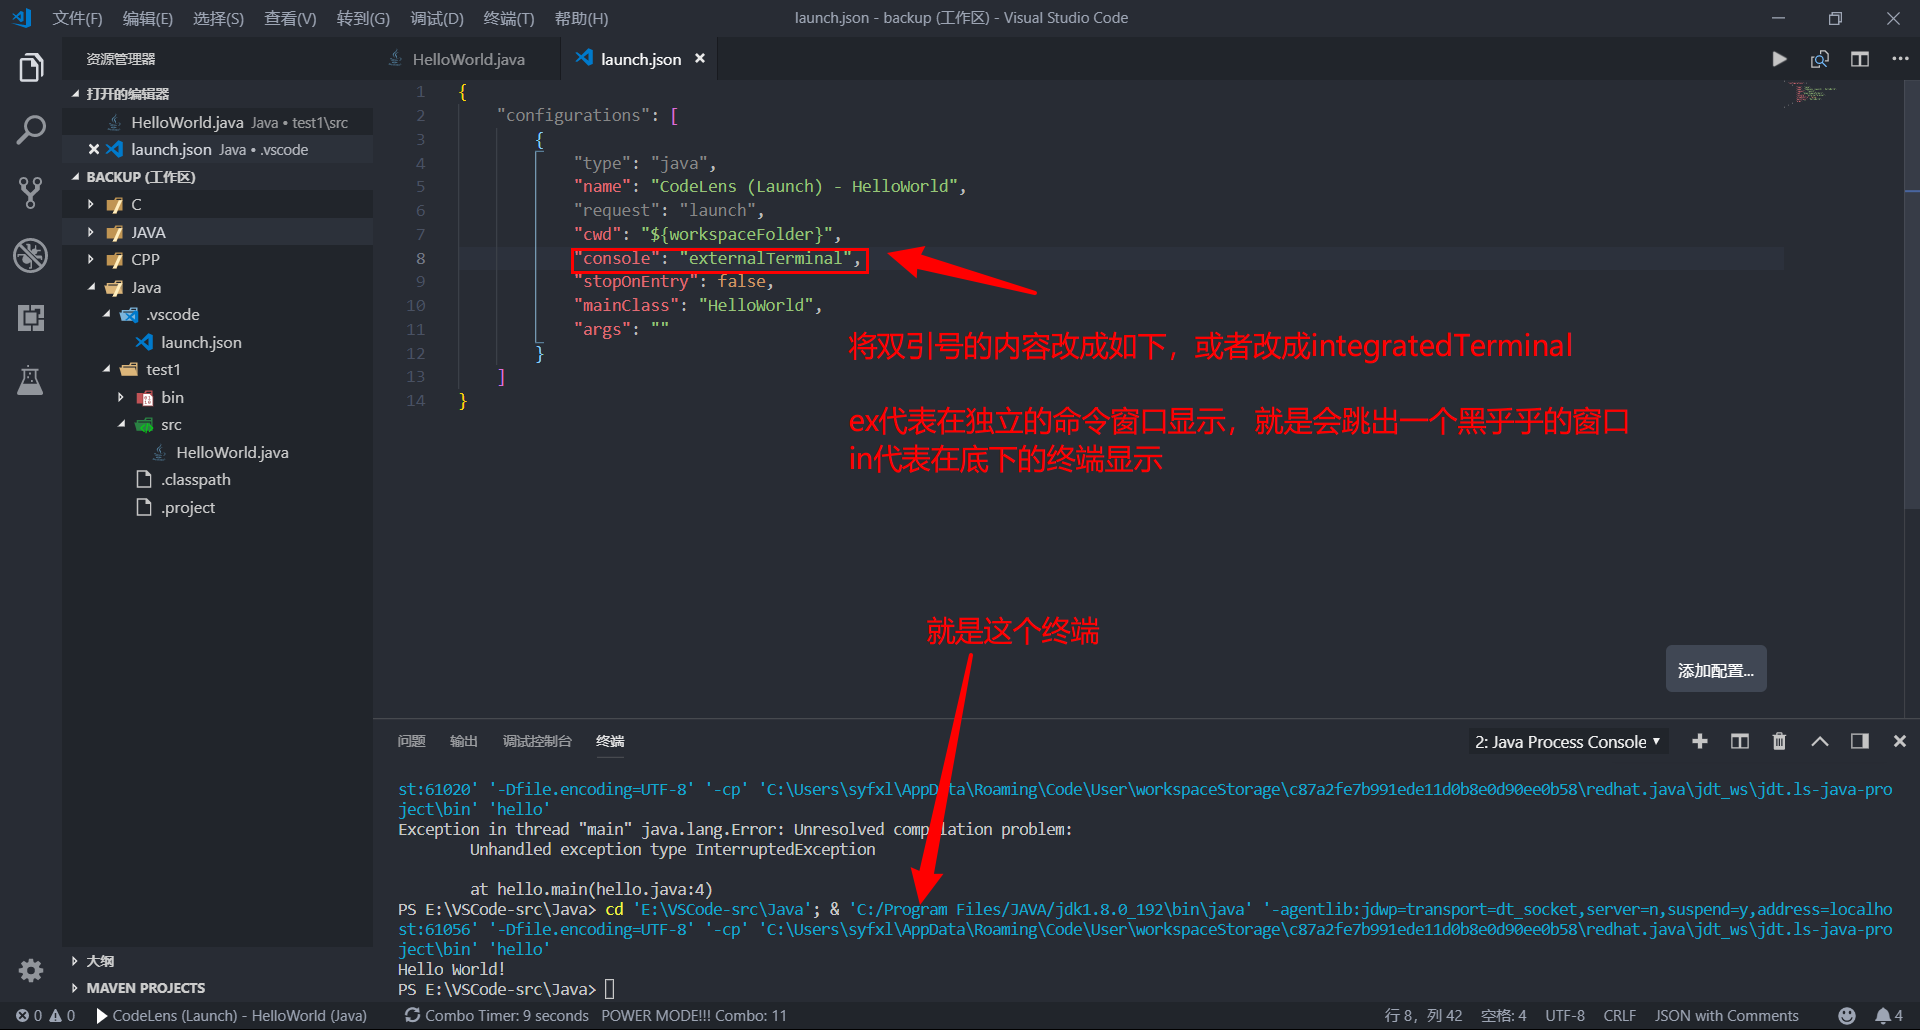 文件(F) 编辑(E) 选择(S) 查看(V) 转到(G) 调试(D) 终端(T) 帮助(H)
launch.json - backup (工作区) - Visual Studio Code
资源管理器
HelloWorld.java
launch.json
打开的编辑器
HelloWorld.java Java • test1\src
launch.json Java • .vscode
BACKUP (工作区)
C
JAVA
CPP
Java
.vscode
launch.json
test1
bin
src
HelloWorld.java
.classpath
.project
大纲
MAVEN PROJECTS
1 {
2 "configurations": [
3 {
4 "type": "java",
5 "name": "CodeLens (Launch) - HelloWorld",
6 "request": "launch",
7 "cwd": "${workspaceFolder}",
8 "console": "externalTerminal",
9 "stopOnEntry": false,
10 "mainClass": "HelloWorld",
11 "args": ""
12 }
13 ]
14 }
将双引号的内容改成如下，或者改成integratedTerminal
ex代表在独立的命令窗口显示，就是会跳出一个黑乎乎的窗口
in代表在底下的终端显示
就是这个终端
添加配置...
问题 输出 调试控制台 终端
2: Java Process Console
st:61020' '-Dfile.encoding=UTF-8' '-cp' 'C:\Users\syfxl\AppData\Roaming\Code\User\workspaceStorage\c87a2fe7b991ede11d0b8e0d90ee0b58\redhat.java\jdt_ws\jdt.ls-java-pro
ject\bin' 'hello'
Exception in thread "main" java.lang.Error: Unresolved compilation problem:
Unhandled exception type InterruptedException
at hello.main(hello.java:4)
PS E:\VSCode-src\Java> cd 'E:\VSCode-src\Java'; & 'C:/Program Files/JAVA/jdk1.8.0_192\bin\java' '-agentlib:jdwp=transport=dt_socket,server=n,suspend=y,address=localho
st:61056' '-Dfile.encoding=UTF-8' '-cp' 'C:\Users\syfxl\AppData\Roaming\Code\User\workspaceStorage\c87a2fe7b991ede11d0b8e0d90ee0b58\redhat.java\jdt_ws\jdt.ls-java-pro
ject\bin' 'hello'
Hello World!
PS E:\VSCode-src\Java>
0 0 CodeLens (Launch) - HelloWorld (Java) Combo Timer: 9 seconds POWER MODE!!! Combo: 11
行 8，列 42 空格: 4 UTF-8 CRLF JSON with Comments 4